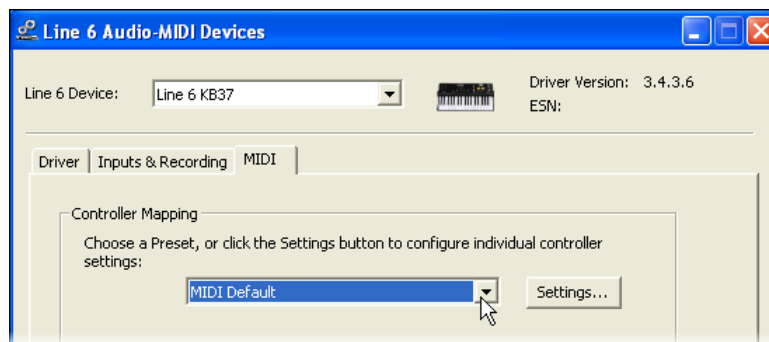 Line 6 Audio-MIDI Devices
Line 6 Device: Line 6 KB37 Driver Version: 3.4.3.6
ESN:
Driver Inputs & Recording MIDI
Controller Mapping
Choose a Preset, or click the Settings button to configure individual controller
settings:
MIDI Default Settings...